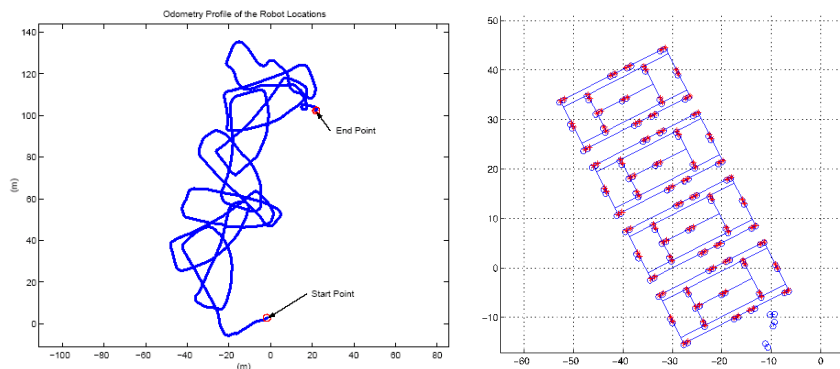 Odometry Profile of the Robot Locations
140
120
100
80
60
40
20
0
(m)
End Point
Start Point
-100 -80 -60 -40 -20 0 20 40 60 80
(m)
50
40
30
20
10
0
-10
-60 -50 -40 -30 -20 -10 0